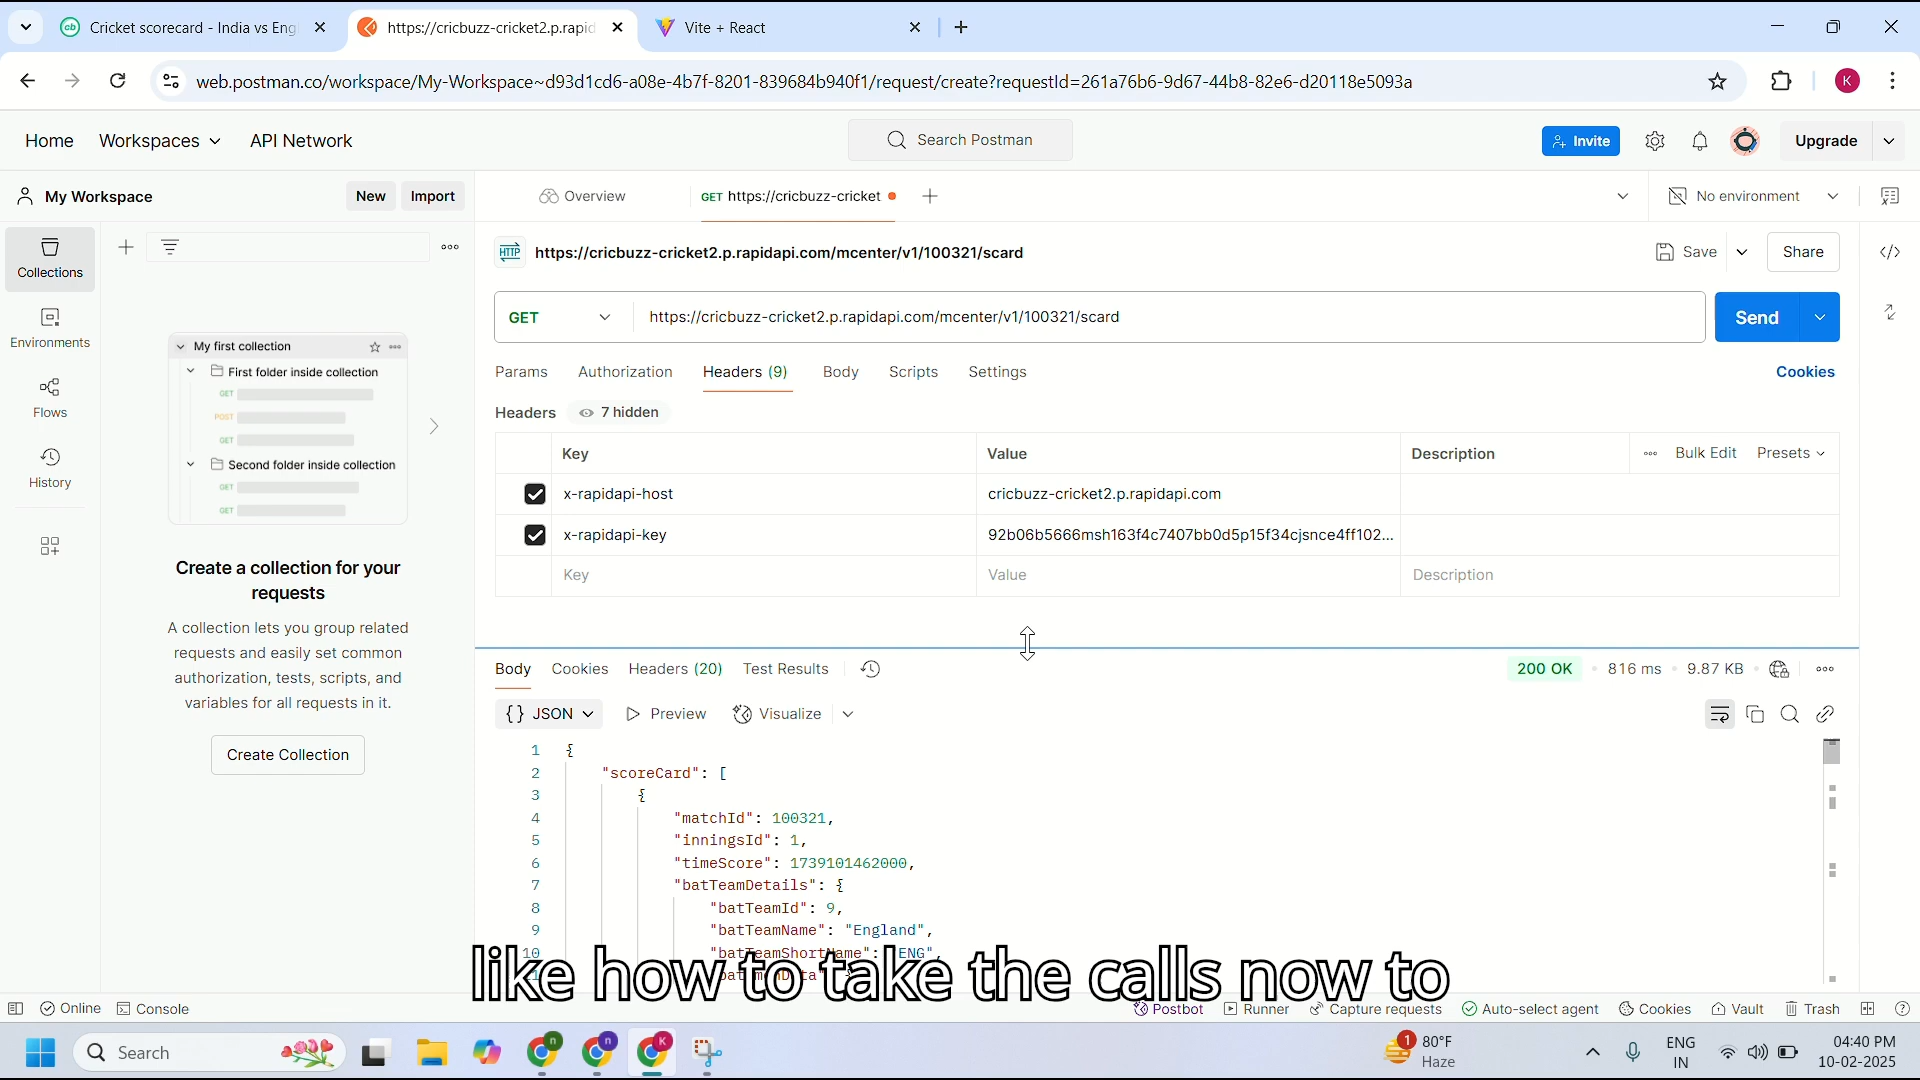 Cricket scorecard - India vs Eng
https://cricbuzz-cricket2.p.rapid
Vite + React
web.postman.co/workspace/My-Workspace~d93d1cd6-a08e-4b7f-8201-839684b940f1/request/create?requestId=261a76b6-9d67-44b8-82e6-d20118e5093a
K
Home
Workspaces
API Network
Search Postman
Invite
Upgrade
My Workspace
New
Import
Overview
GET https://cricbuzz-cricket
No environment
Collections
HTTP
https://cricbuzz-cricket2.p.rapidapi.com/mcenter/v1/100321/scard
Save
Share
GET
https://cricbuzz-cricket2.p.rapidapi.com/mcenter/v1/100321/scard
Send
Environments
Flows
History
My first collection
First folder inside collection
GET
POST
GET
Second folder inside collection
GET
GET
Create a collection for your
requests
A collection lets you group related
requests and easily set common
authorization, tests, scripts, and
variables for all requests in it.
Create Collection
Params
Authorization
Headers (9)
Body
Scripts
Settings
Cookies
Headers
7 hidden
Key
Value
Description
Bulk Edit
Presets
x-rapidapi-host
cricbuzz-cricket2.p.rapidapi.com
x-rapidapi-key
92b06b5666msh163f4c7407bb0d5p15f34cjsnce4ff102...
Key
Value
Description
Body
Cookies
Headers (20)
Test Results
200 OK
816 ms
9.87 KB
{} JSON
Preview
Visualize
1 {
2 "scoreCard": [
3 {
4 "matchId": 100321,
5 "inningsId": 1,
6 "timeScore": 1739101462000,
7 "batTeamDetails": {
8 "batTeamId": 9,
9 "batTeamName": "England",
10 "batTeamShortName": "ENG",
like how to take the calls now to
Online
Console
Postbot
Runner
Capture requests
Auto-select agent
Cookies
Vault
Trash
Search
n
n
K
1
80°F
Haze
ENG
IN
04:40 PM
10-02-2025